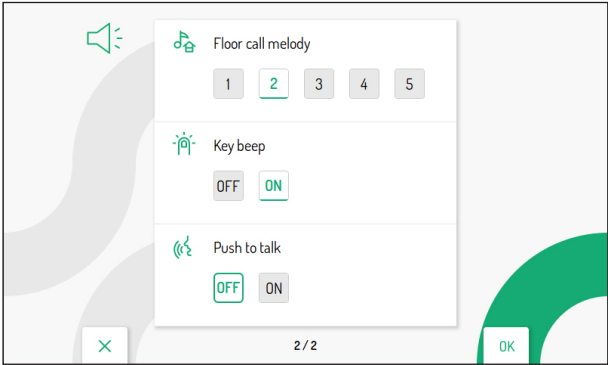 Floor call melody
1 2 3 4 5
Key beep
OFF ON
Push to talk
OFF ON
2/2
OK